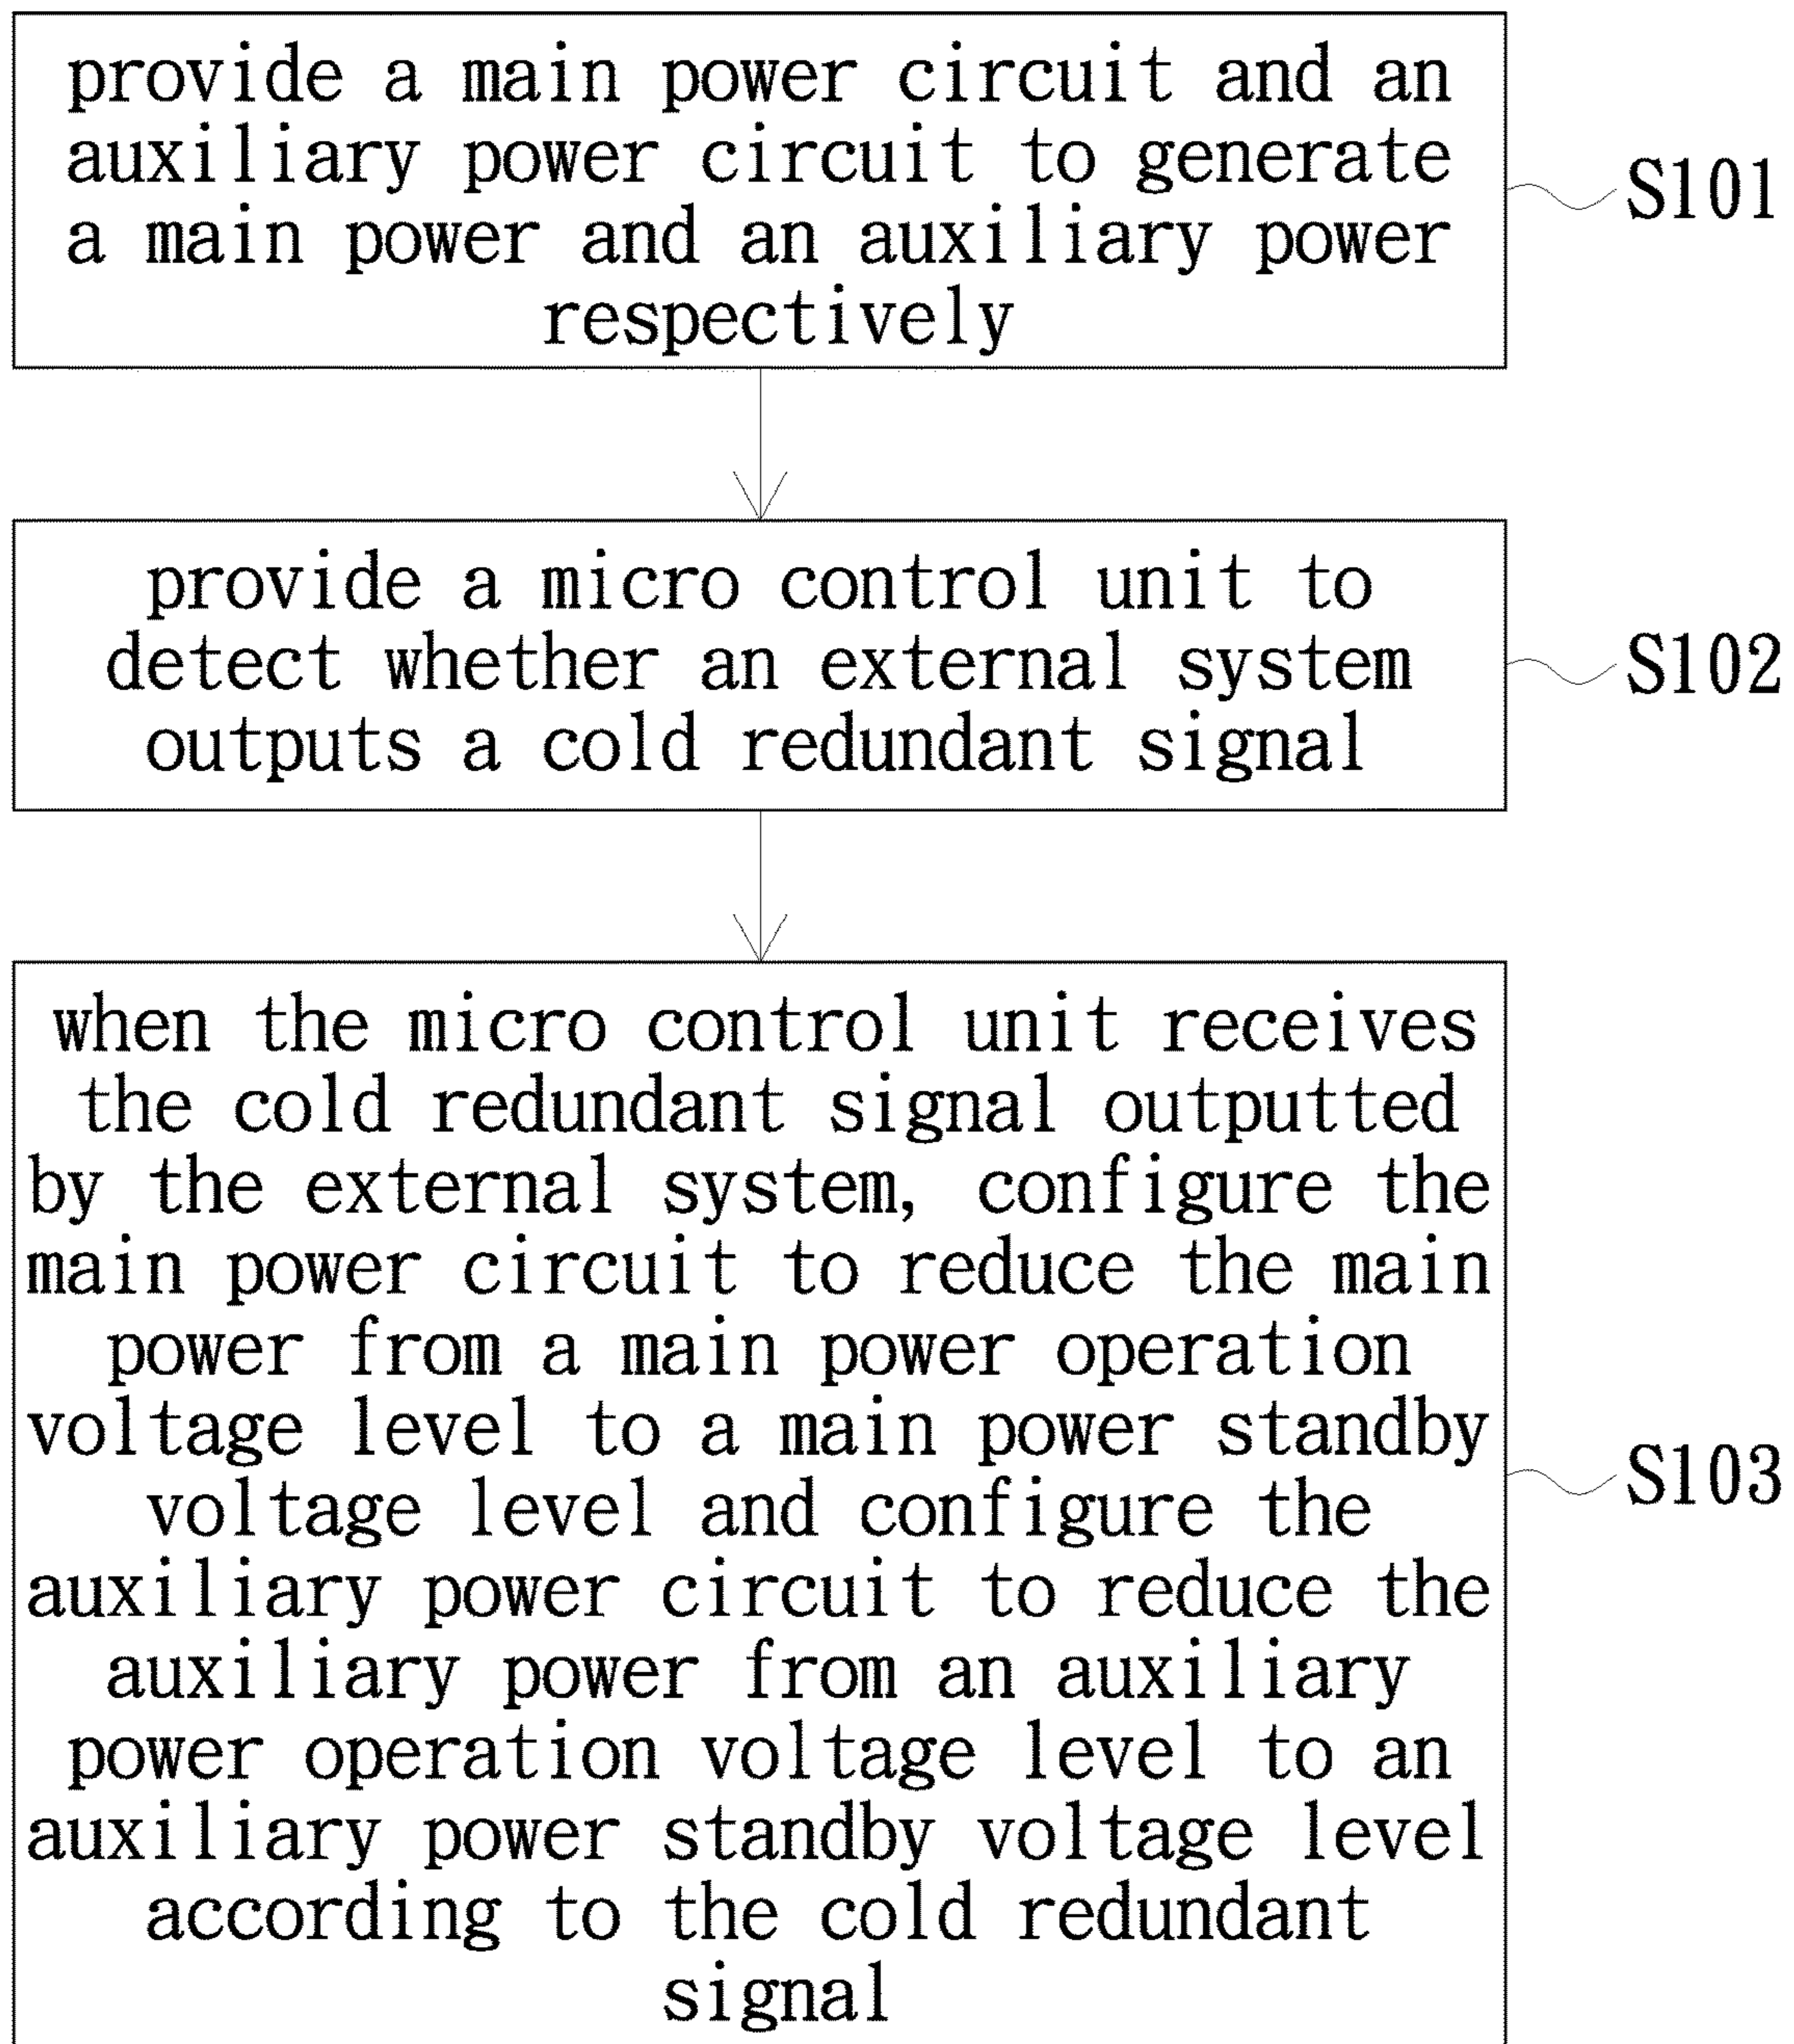 provide a main power circuit and an
auxiliary power circuit to generate
a main power and an auxiliary power
respectively
S101
provide a micro control unit to
detect whether an external system
outputs a cold redundant signal
S102
when the micro control unit receives
the cold redundant signal outputted
by the external system, configure the
main power circuit to reduce the main
power from a main power operation
voltage level to a main power standby
voltage level and configure the
auxiliary power circuit to reduce the
auxiliary power from an auxiliary
power operation voltage level to an
auxiliary power standby voltage level
according to the cold redundant
signal
S103